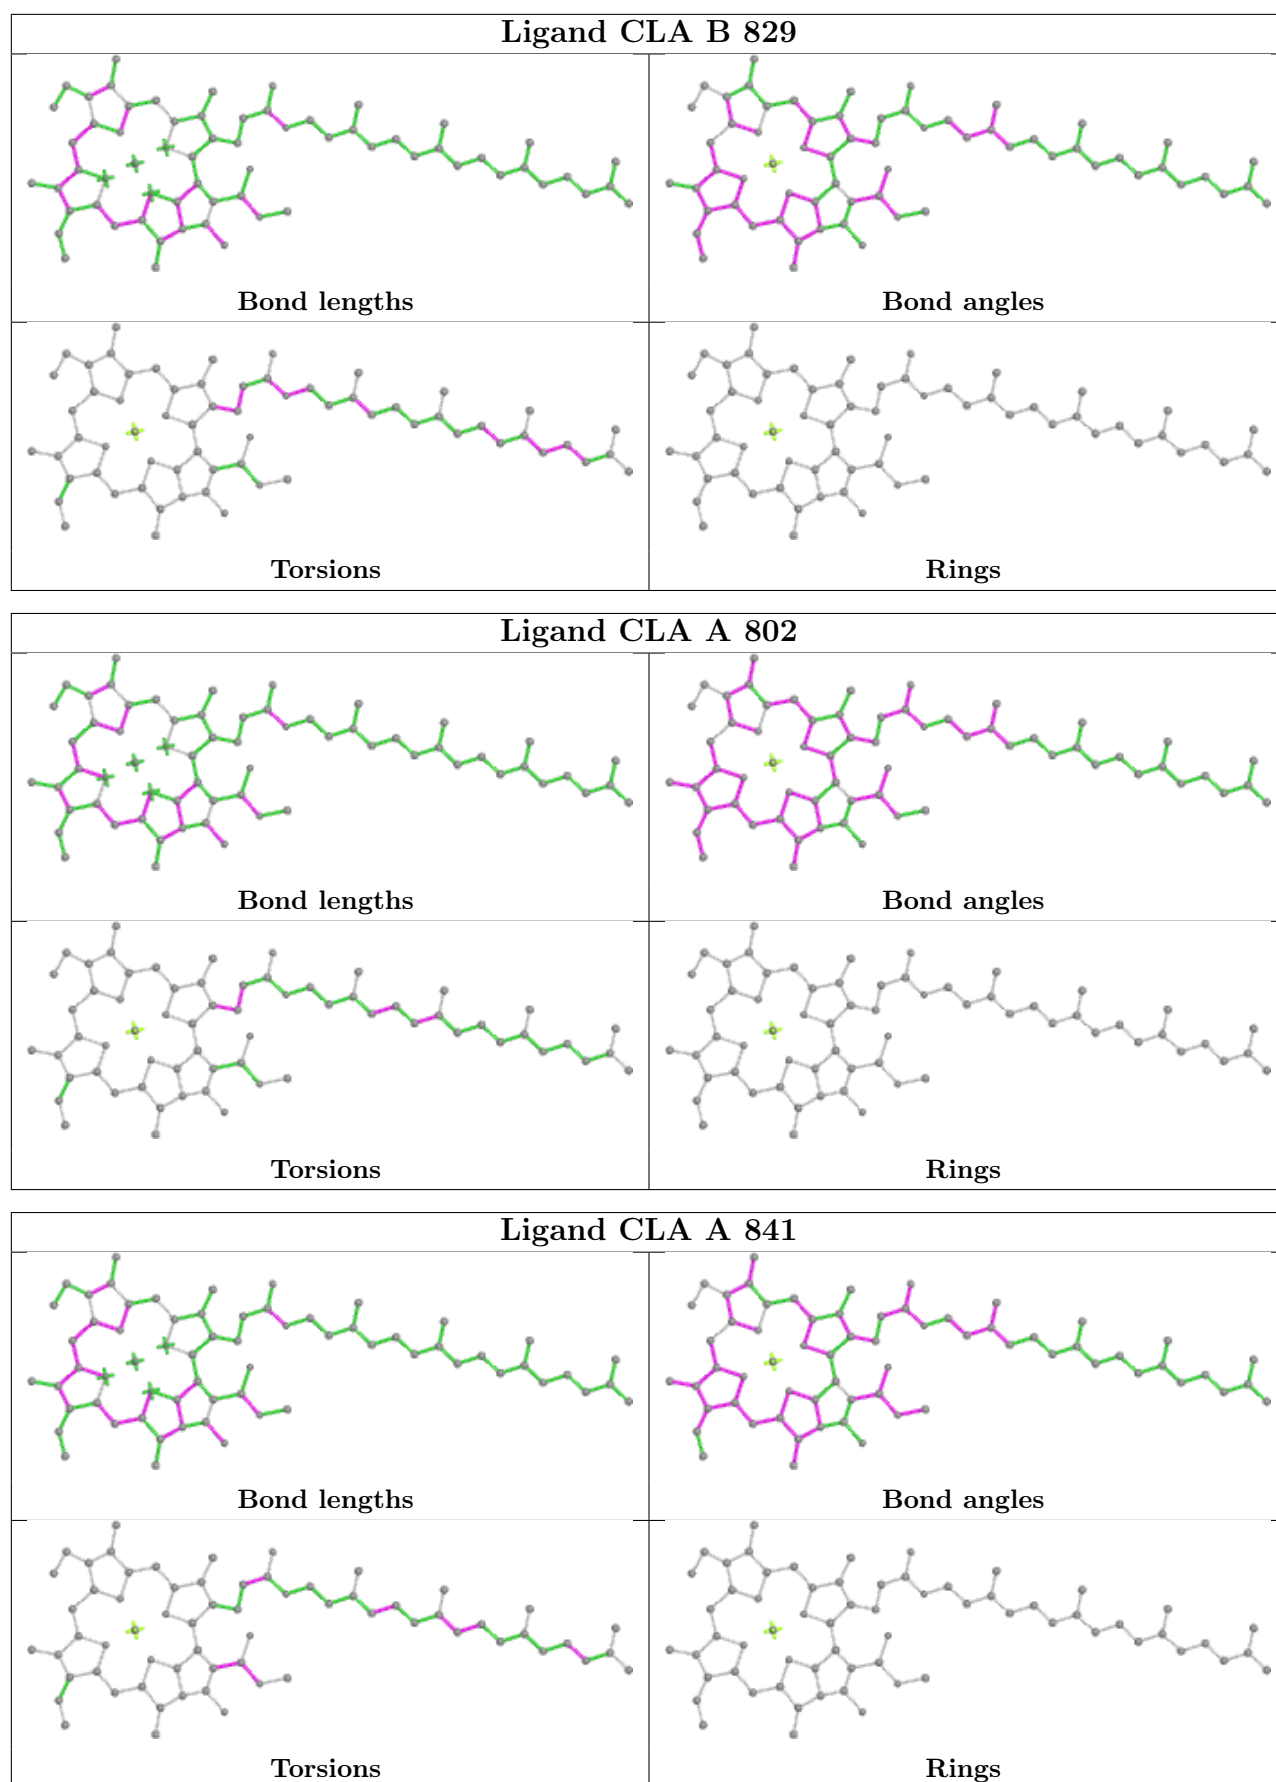 Ligand CLA B 829
Bond lengths
Bond angles
Torsions
Rings
Ligand CLA A 802
Bond lengths
Bond angles
Torsions
Rings
Ligand CLA A 841
Bond lengths
Bond angles
Torsions
Rings